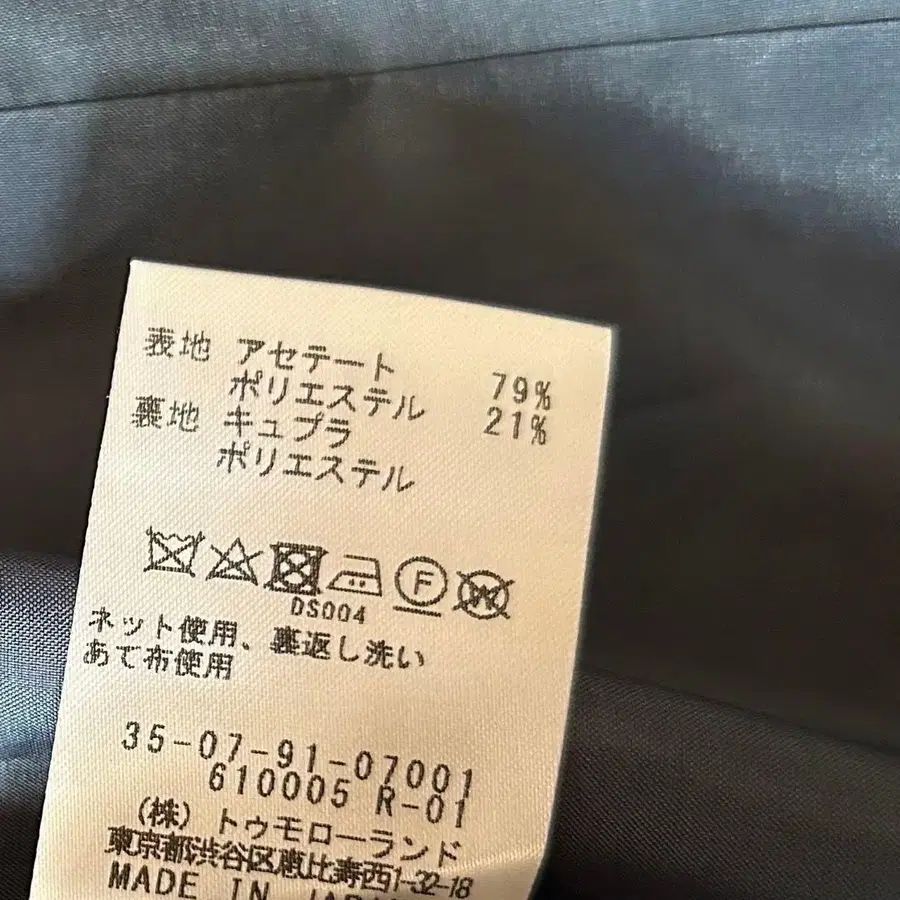 表地 アセテート 79%
ポリエステル 21%
裏地 キュプラ
ポリエステル
F W
DS004
ネット使用、裏返し洗い
あて布使用
35-07-91-07001
610005 R-01
(株) トゥモローランド
東京都渋谷区恵比寿西1-32-18
MADE IN